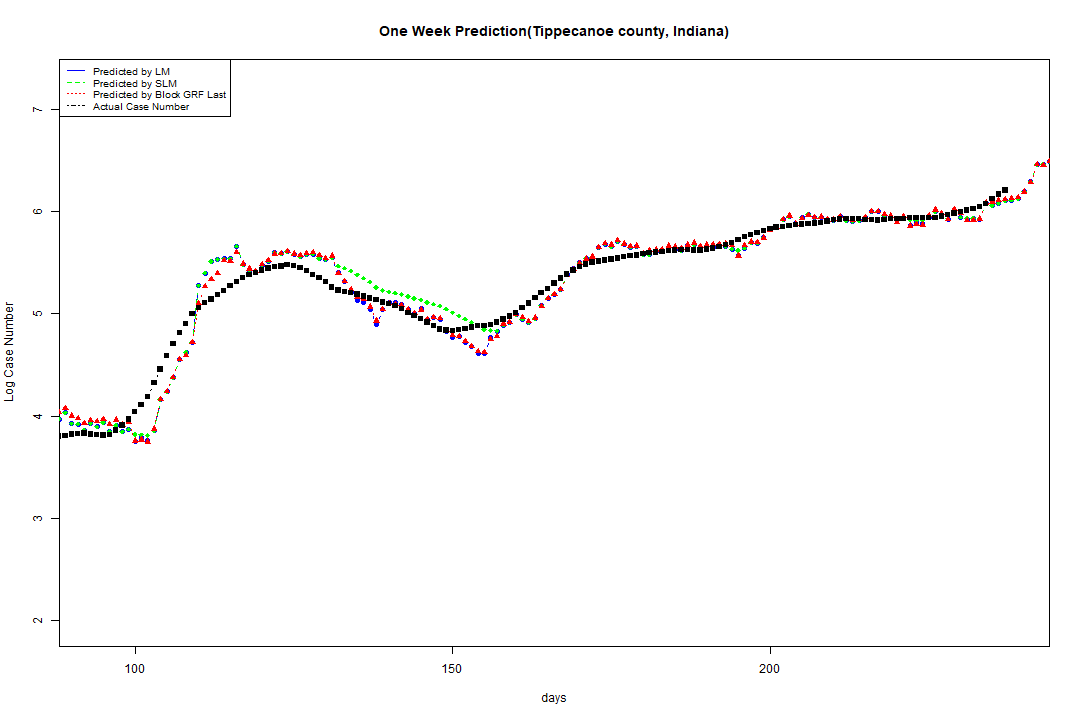 One Week Prediction(Tippecanoe county, Indiana)
Predicted by LM
Predicted by SLM
Predicted by Block GRF Last
Actual Case Number
Log Case Number
7
6
5
4
3
2
100 150 200
days